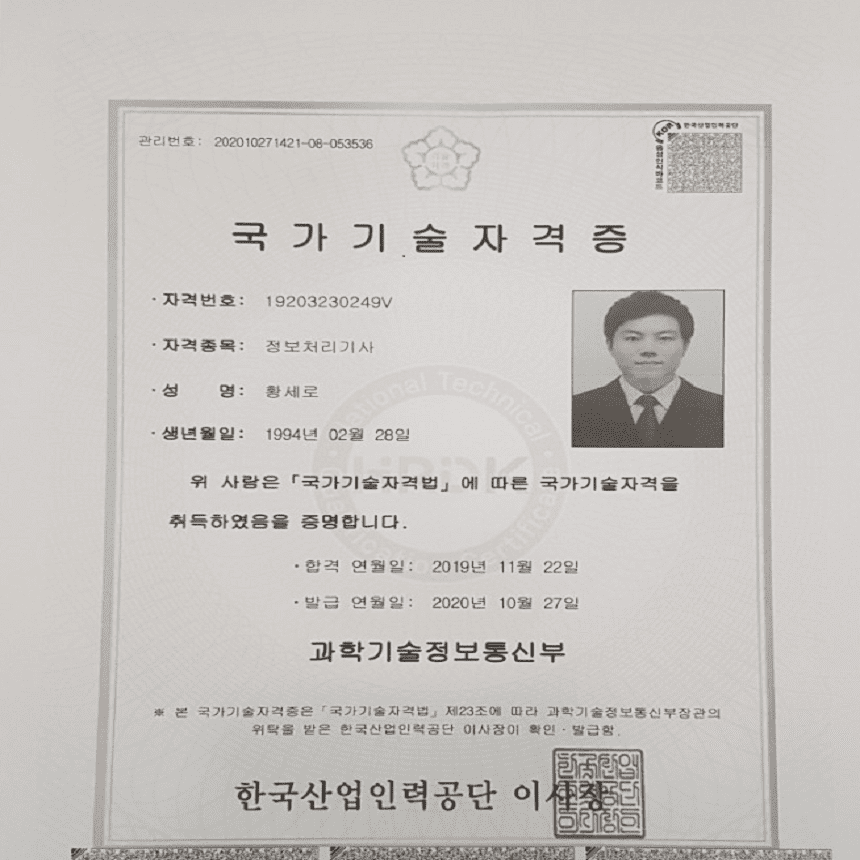 관리번호: 202010271421-08-053536
한국산업인력공단
음성인식바코드
국가기술자격증
· 자격번호: 19203230249V
· 자격종목: 정보처리기사
· 성 명: 황세로
· 생년월일: 1994년 02월 28일
National Technical
HRDK
위 사람은 「국가기술자격법」에 따른 국가기술자격을
취득하였음을 증명합니다.
· 합격 연월일: 2019년 11월 22일
· 발급 연월일: 2020년 10월 27일
과학기술정보통신부
※ 본 국가기술자격증은 「국가기술자격법」 제23조에 따라 과학기술정보통신부장관의
위탁을 받은 한국산업인력공단 이사장이 확인 · 발급함.
한국산업인력공단 이사장